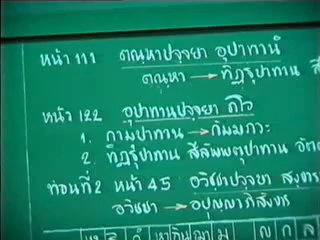 หน้า 111 ตณฺหาปจฺจยา อุปาทานํ
ตณฺหา → ทิฏฺฐุปาทาน สี
หน้า 122 อุปาทานปจฺจยา ภโว
1. กามุปาทาน → กัมมภวะ
2. ทิฏฺฐุปาทาน สีลัพพตุปาทาน อัตต
ท่อนที่2 หน้า 45 อวิชฺชาปจฺจยา สงฺขาร
อวิชชา → อปุญฺญาภิสังขาร